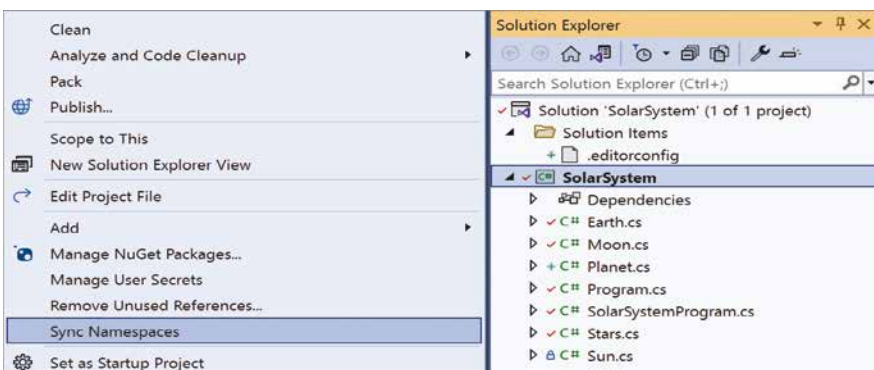 Clean
Analyze and Code Cleanup
Pack
Publish...
Scope to This
New Solution Explorer View
Edit Project File
Add
Manage NuGet Packages...
Manage User Secrets
Remove Unused References...
Sync Namespaces
Set as Startup Project
Solution Explorer
Search Solution Explorer (Ctrl+;)
Solution 'SolarSystem' (1 of 1 project)
Solution Items
.editorconfig
C# SolarSystem
Dependencies
C# Earth.cs
C# Moon.cs
C# Planet.cs
C# Program.cs
C# SolarSystemProgram.cs
C# Stars.cs
C# Sun.cs